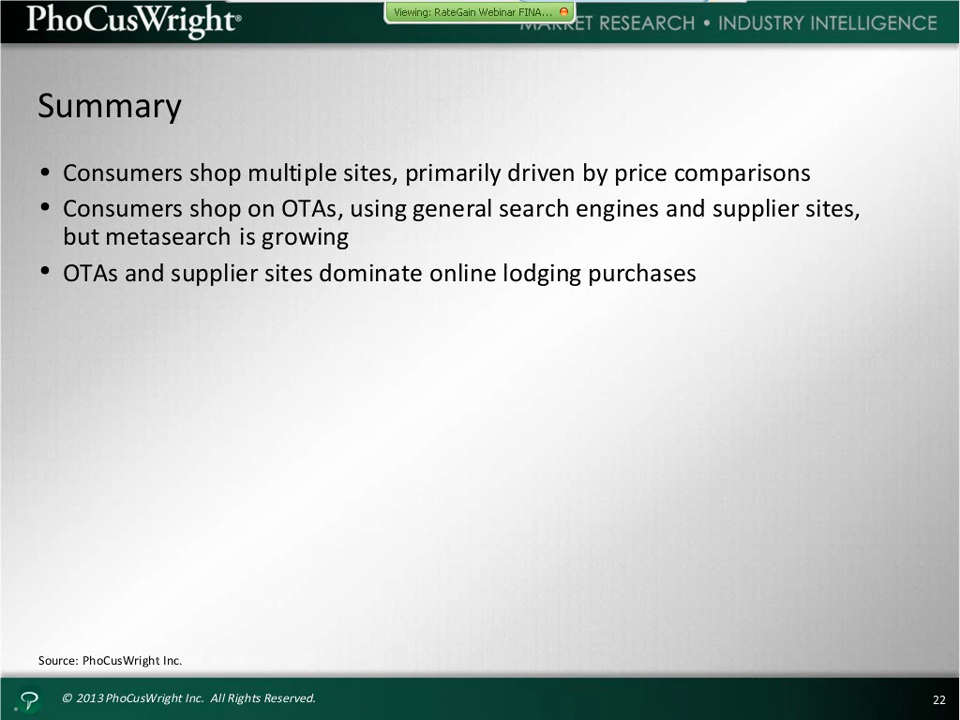 PhoCusWright®
Viewing: RateGain Webinar FINA...
MARKET RESEARCH • INDUSTRY INTELLIGENCE
Summary
• Consumers shop multiple sites, primarily driven by price comparisons
• Consumers shop on OTAs, using general search engines and supplier sites,
but metasearch is growing
• OTAs and supplier sites dominate online lodging purchases
Source: PhoCusWright Inc.
© 2013 PhoCusWright Inc. All Rights Reserved.
22